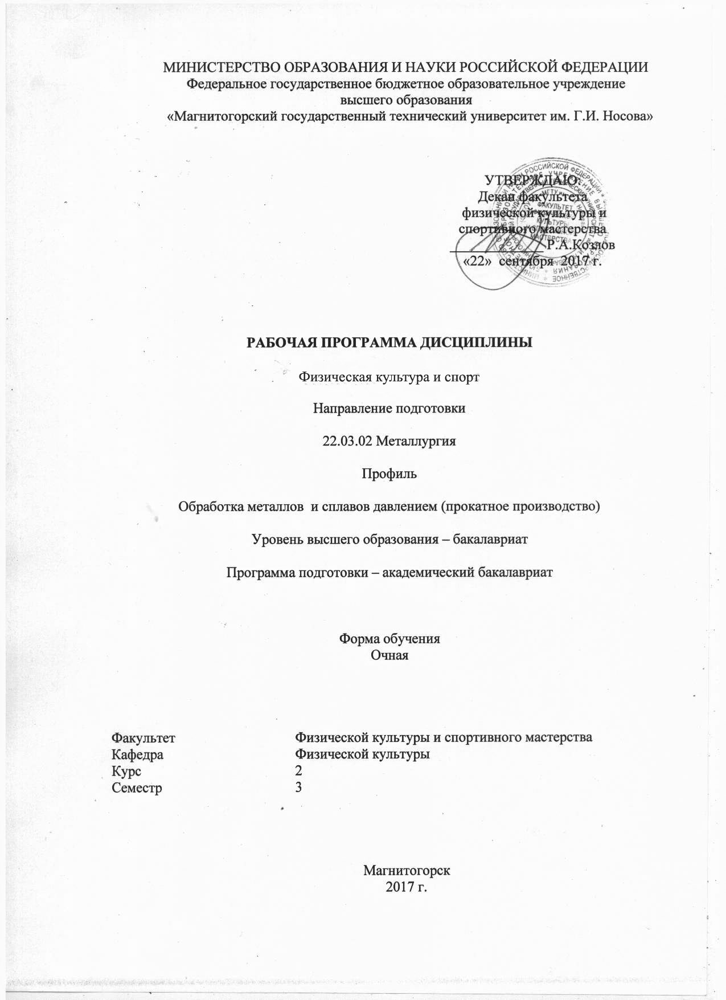 МИНИСТЕРСТВО ОБРАЗОВАНИЯ И НАУКИ РОССИЙСКОЙ ФЕДЕРАЦИИ
Федеральное государственное бюджетное образовательное учреждение
высшего образования
«Магнитогорский государственный технический университет им. Г.И. Носова»
УТВЕРЖДАЮ:
Декан факультета
физической культуры и
спортивного мастерства
Р.А.Козлов
«22» сентября 2017 г.
ФАКУЛЬТЕТ
КУЛЬТУРЫ
МАСТЕРСТВА
РАБОЧАЯ ПРОГРАММА ДИСЦИПЛИНЫ
Физическая культура и спорт
Направление подготовки
22.03.02 Металлургия
Профиль
Обработка металлов и сплавов давлением (прокатное производство)
Уровень высшего образования – бакалавриат
Программа подготовки – академический бакалавриат
Форма обучения
Очная
Факультет Физической культуры и спортивного мастерства
Кафедра Физической культуры
Курс 2
Семестр 3
Магнитогорск
2017 г.